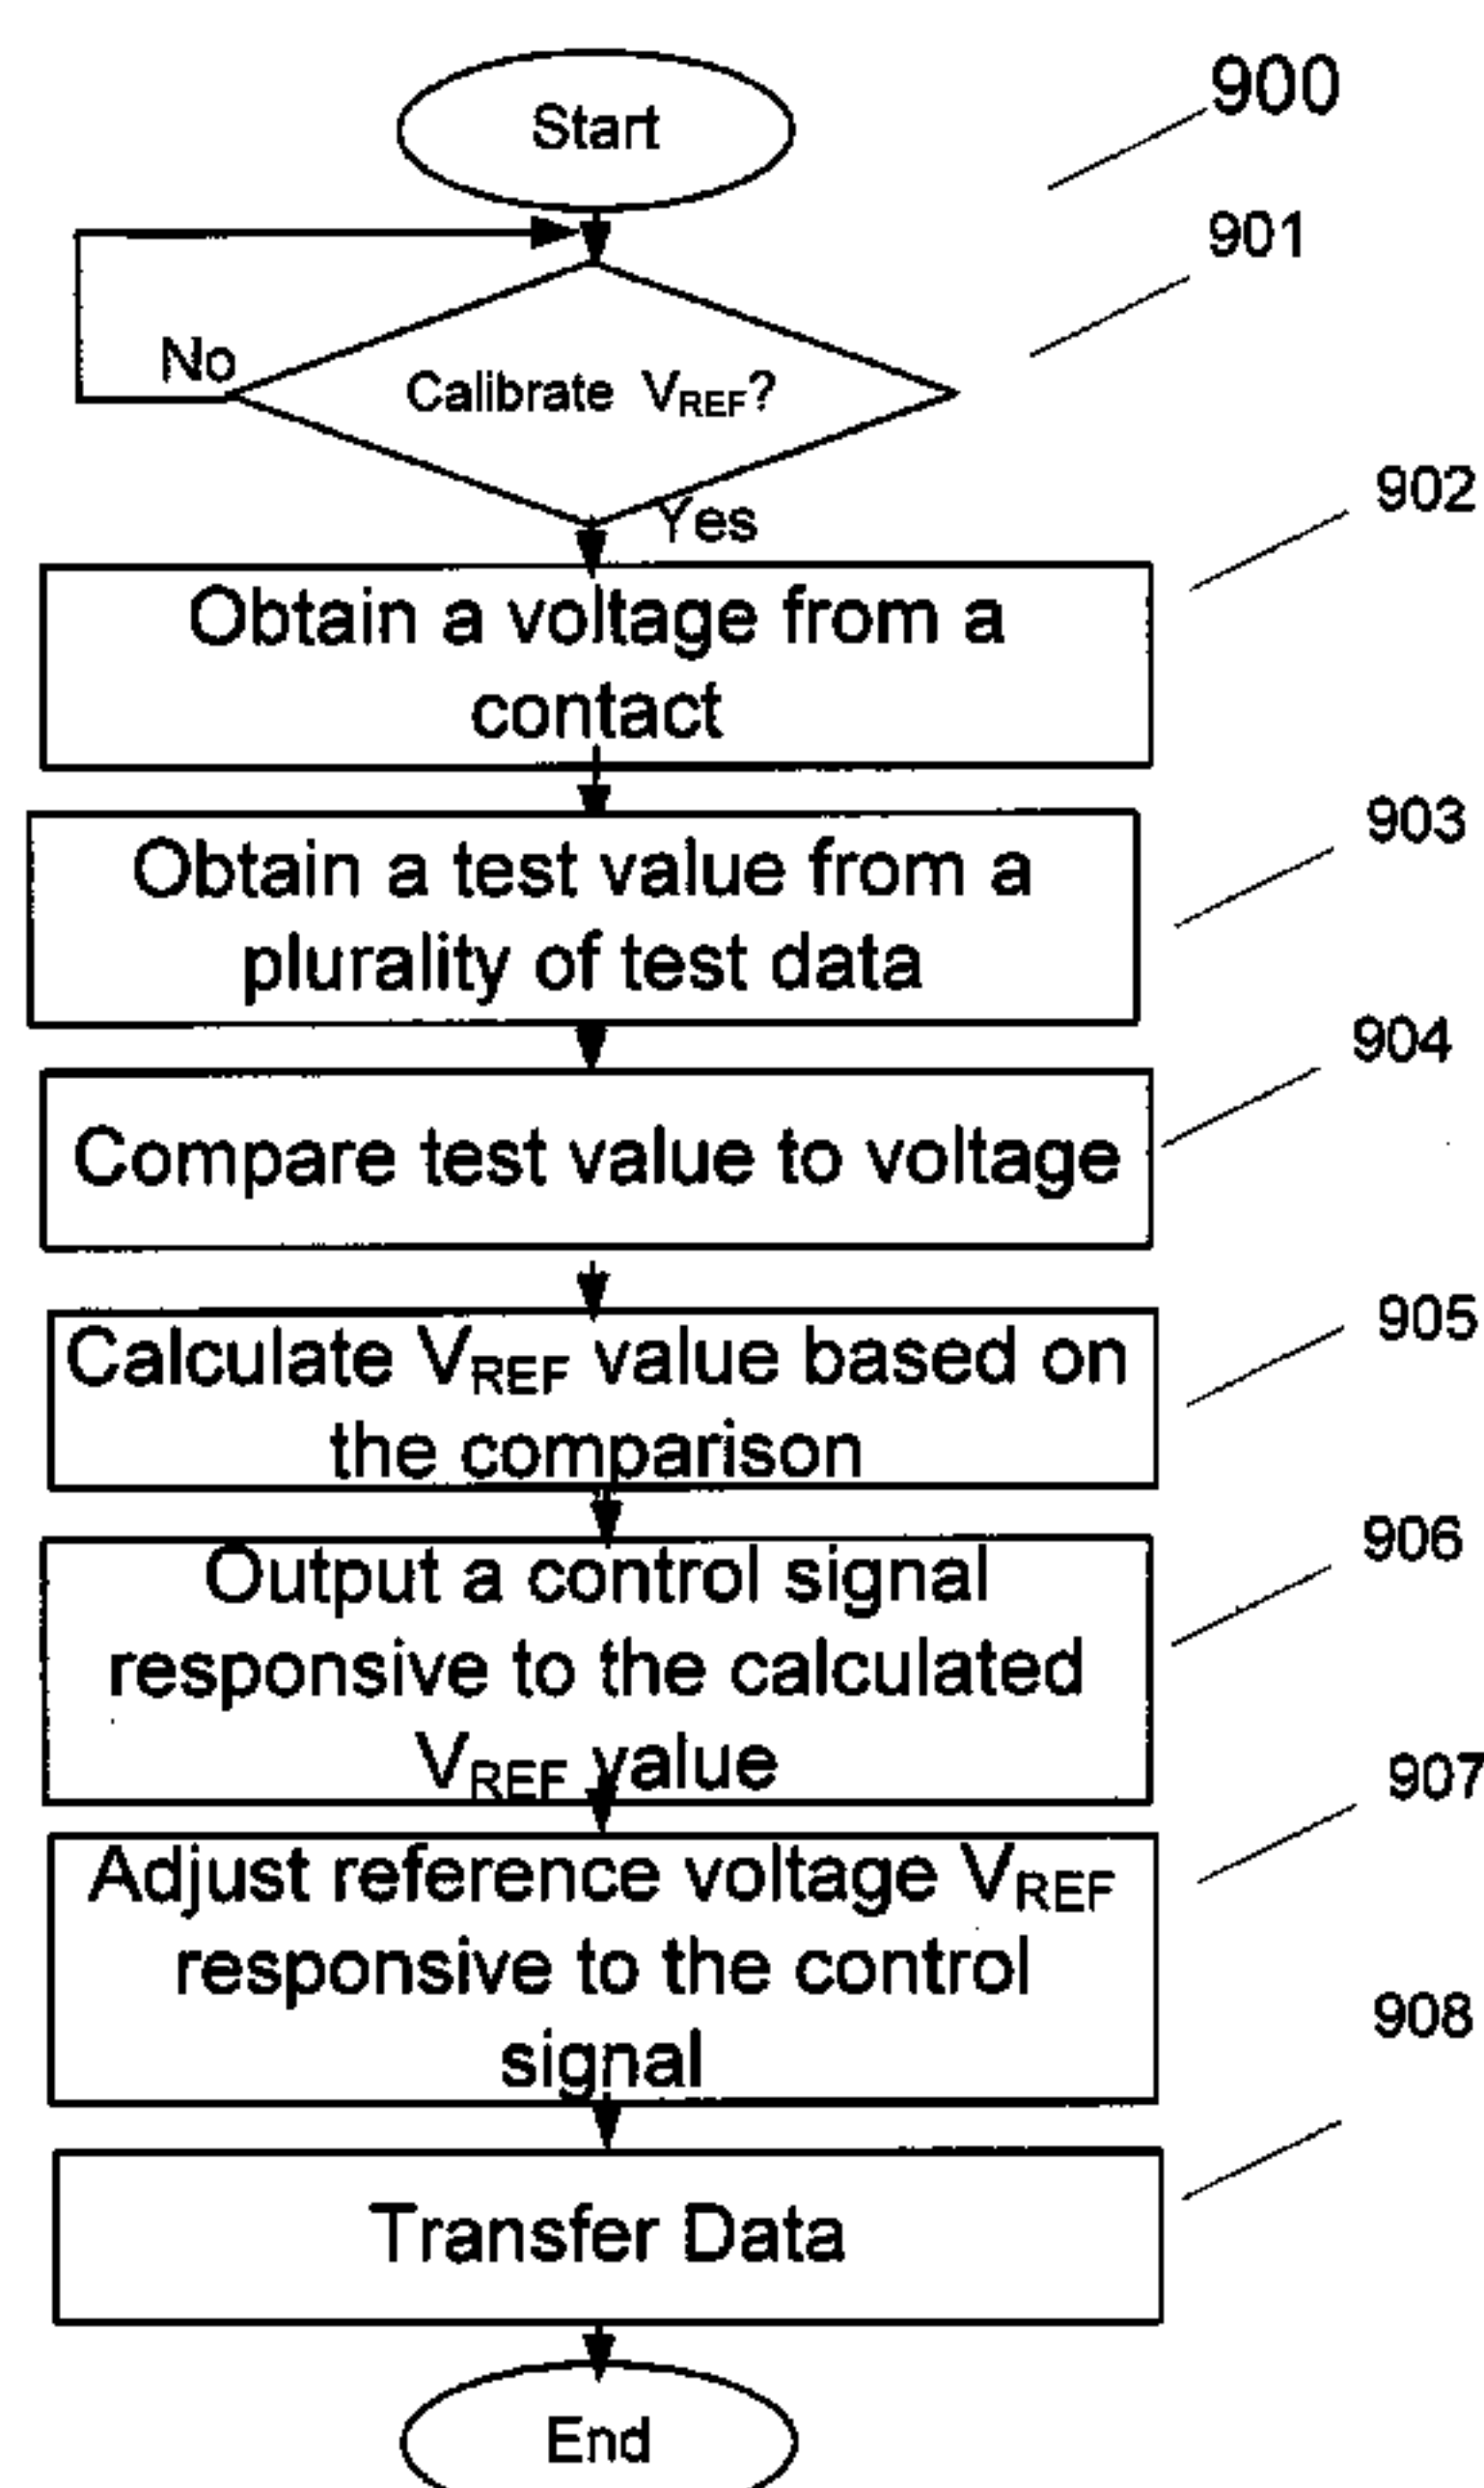 Start
900
901
No
Calibrate VREF?
Yes
902
Obtain a voltage from a
contact
903
Obtain a test value from a
plurality of test data
904
Compare test value to voltage
905
Calculate VREF value based on
the comparison
906
Output a control signal
responsive to the calculated
VREF value
907
Adjust reference voltage VREF
responsive to the control
signal
908
Transfer Data
End